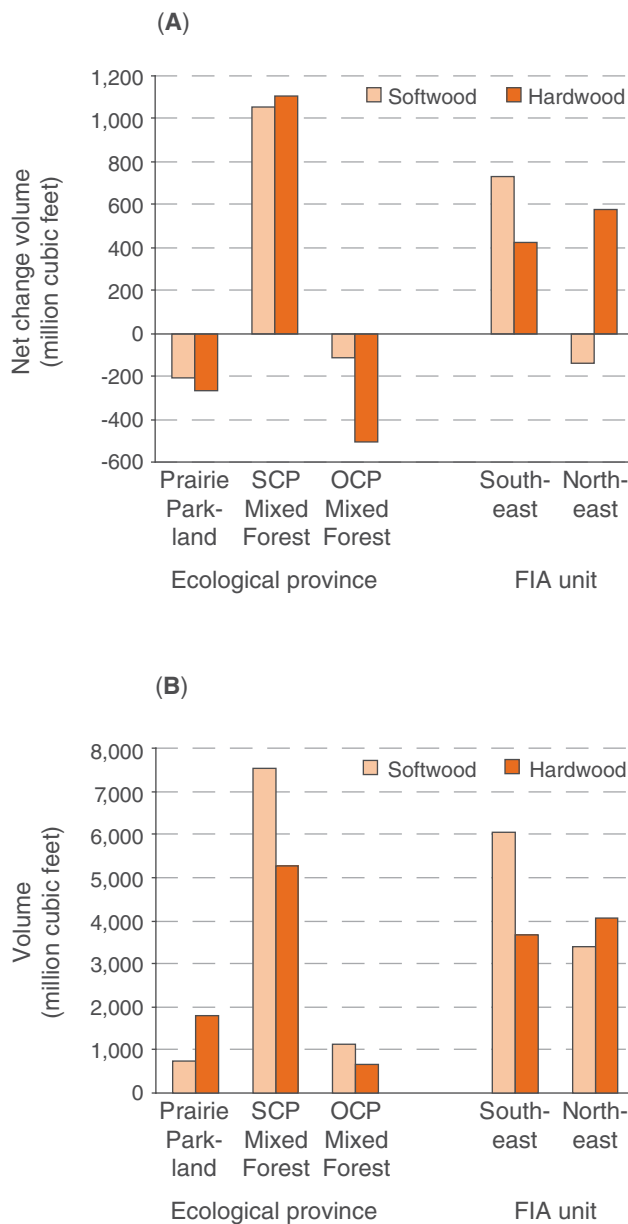 (A)
Net change volume
(million cubic feet)
1,200
1,000
800
600
400
200
0
-200
-400
-600
Softwood
Hardwood
Prairie
Park-
land
SCP
Mixed
Forest
OCP
Mixed
Forest
South-
east
North-
east
Ecological province
FIA unit
(B)
Volume
(million cubic feet)
8,000
7,000
6,000
5,000
4,000
3,000
2,000
1,000
0
Softwood
Hardwood
Prairie
Park-
land
SCP
Mixed
Forest
OCP
Mixed
Forest
South-
east
North-
east
Ecological province
FIA unit